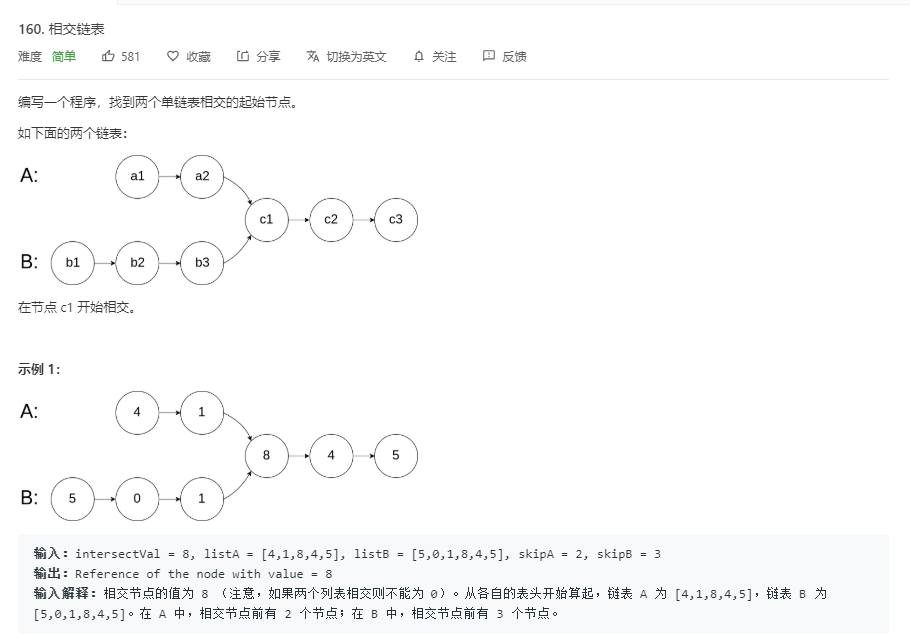 160. 相交链表
难度 简单 581 收藏 分享 切换为英文 关注 反馈
编写一个程序，找到两个单链表相交的起始节点。
如下面的两个链表：
A: a1 a2
c1 c2 c3
B: b1 b2 b3
在节点 c1 开始相交。
示例 1：
A: 4 1
8 4 5
B: 5 0 1
输入：intersectVal = 8, listA = [4,1,8,4,5], listB = [5,0,1,8,4,5], skipA = 2, skipB = 3
输出：Reference of the node with value = 8
输入解释：相交节点的值为 8 （注意，如果两个列表相交则不能为 0）。从各自的表头开始算起，链表 A 为 [4,1,8,4,5]，链表 B 为
[5,0,1,8,4,5]。在 A 中，相交节点前有 2 个节点；在 B 中，相交节点前有 3 个节点。